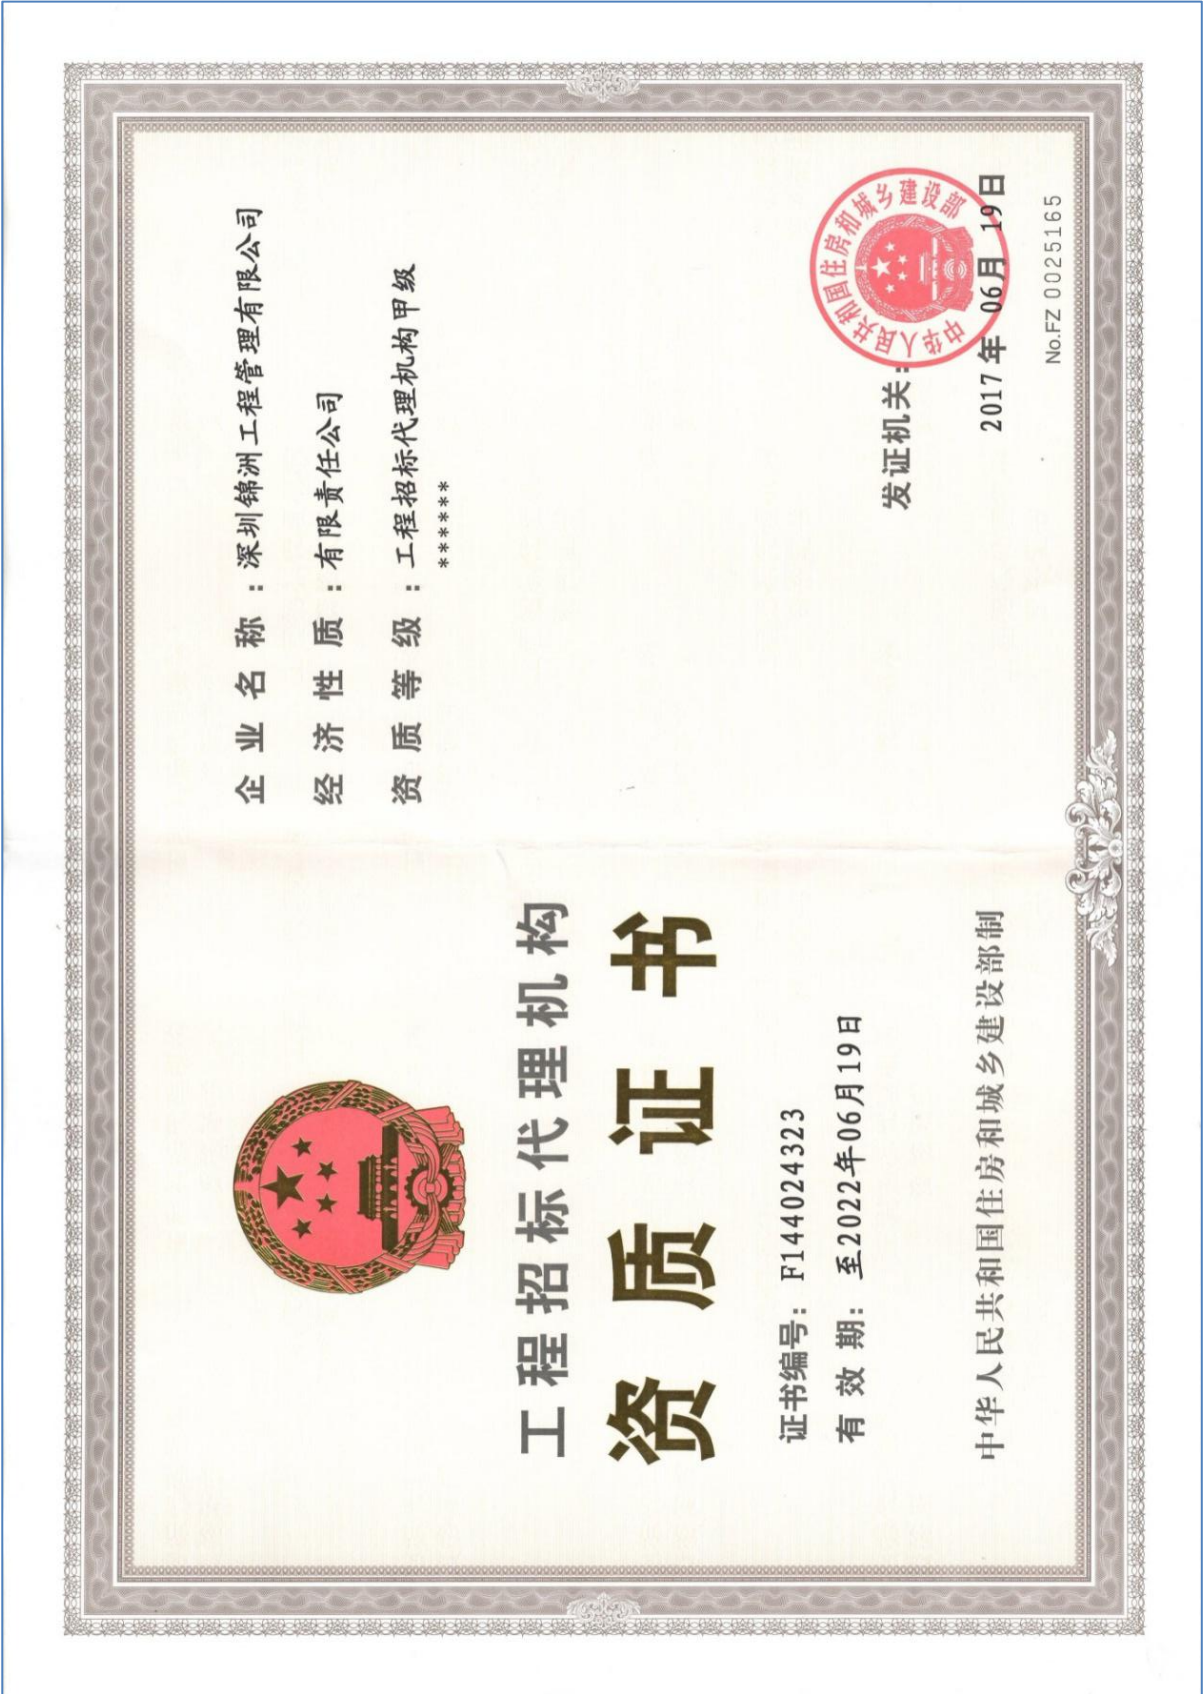 工程招标代理机构
资质证书
证书编号：F144024323
有效期：至2022年06月19日
中华人民共和国住房和城乡建设部制
企业名称：深圳锦洲工程管理有限公司
经济性质：有限责任公司
资质等级：工程招标代理机构甲级
*******
发证机关：
中华人民共和国住房和城乡建设部
2017年06月19日
No.FZ 0025165